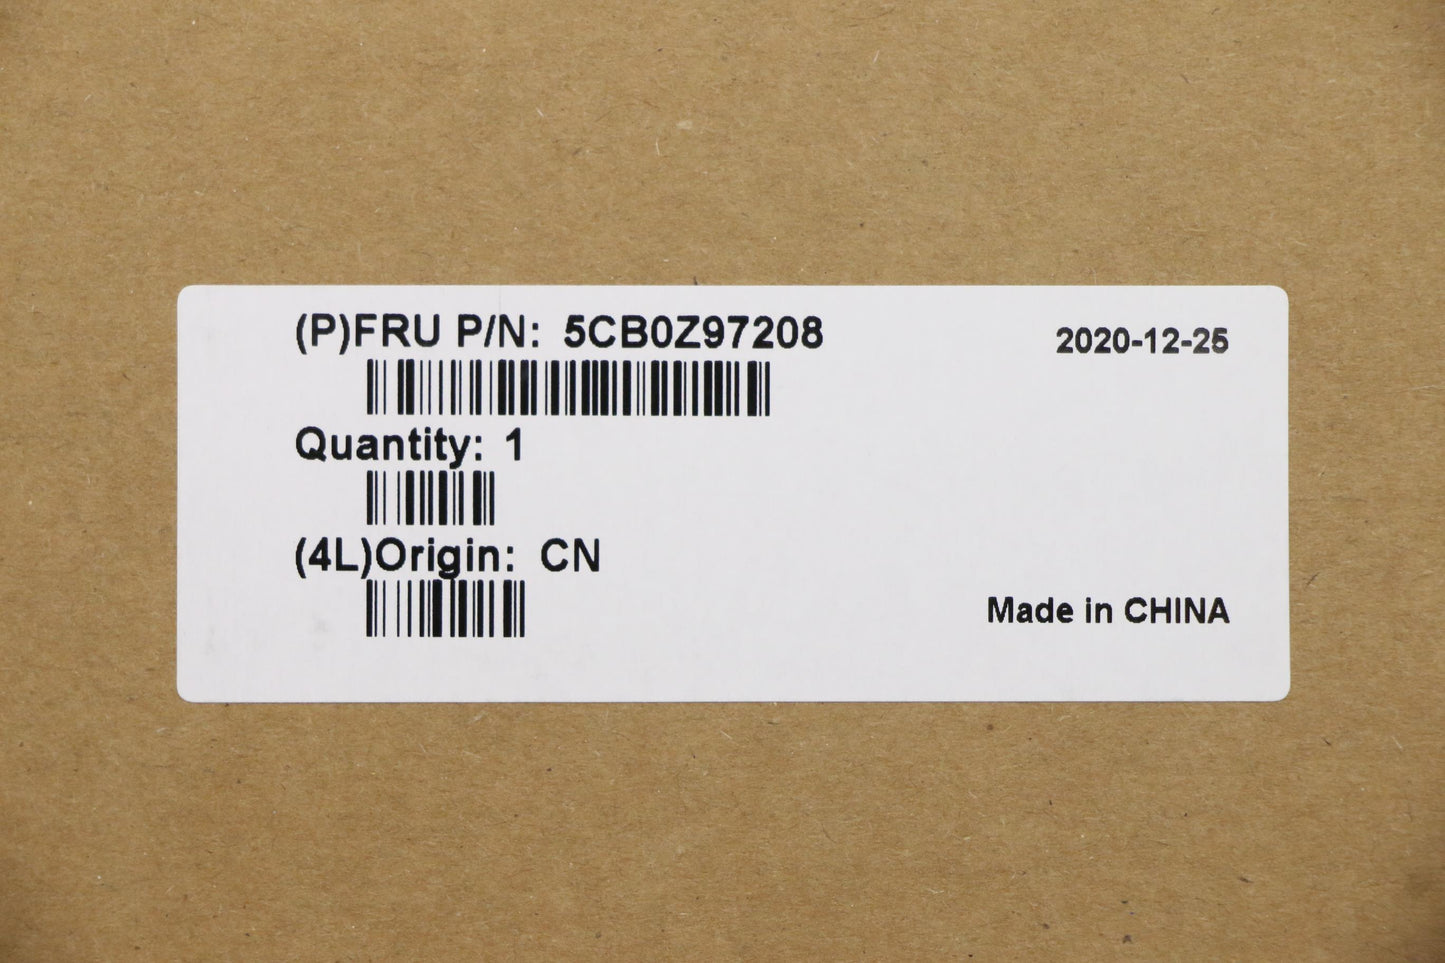 (P)FRU P/N: 5CB0Z97208
2020-12-25
Quantity: 1
(4L)Origin: CN
Made in CHINA